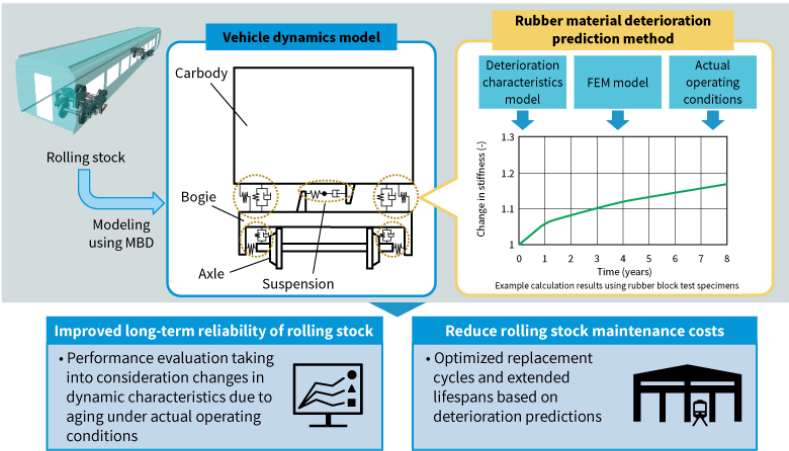 Vehicle dynamics model
Rubber material deterioration
prediction method
Rolling stock
Modeling
using MBD
Carbody
Bogie
Axle
Suspension
Deterioration
characteristics
model
FEM model
Actual
operating
conditions
Change in stiffness (-)
1.3
1.2
1.1
1
0 1 2 3 4 5 6 7 8
Time (years)
Example calculation results using rubber block test specimens
Improved long-term reliability of rolling stock
• Performance evaluation taking
into consideration changes in
dynamic characteristics due to
aging under actual operating
conditions
Reduce rolling stock maintenance costs
• Optimized replacement
cycles and extended
lifespans based on
deterioration predictions